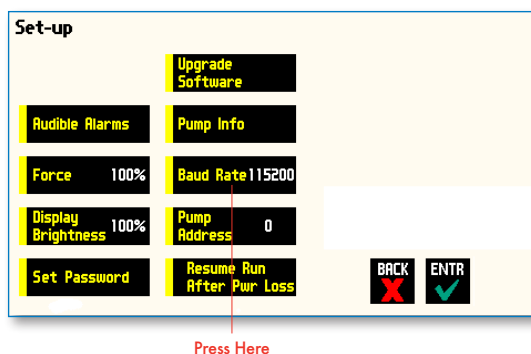 Set-up
Upgrade
Software
Audible Alarms
Pump Info
Force 100%
Baud Rate 115200
Display
Brightness 100%
Pump
Address 0
Set Password
Resume Run
After Pwr Loss
BACK
ENTR
Press Here